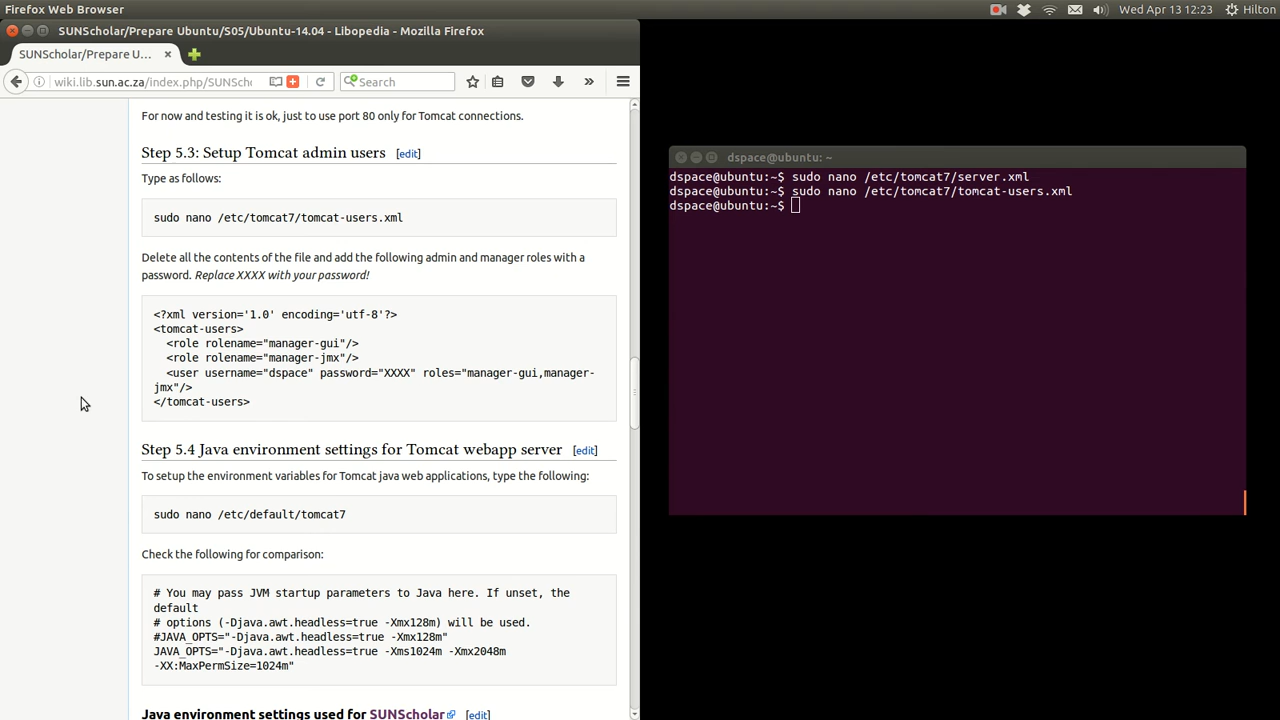 Firefox Web Browser
Wed Apr 13 12:23 Hilton
SUNScholar/Prepare Ubuntu/S05/Ubuntu-14.04 - Libopedia - Mozilla Firefox
SUNScholar/Prepare U...
wiki.lib.sun.ac.za/index.php/SUNSch
Search
For now and testing it is ok, just to use port 80 only for Tomcat connections.
Step 5.3: Setup Tomcat admin users [edit]
Type as follows:
sudo nano /etc/tomcat7/tomcat-users.xml
Delete all the contents of the file and add the following admin and manager roles with a
password. Replace XXXX with your password!
<?xml version='1.0' encoding='utf-8'?>
<tomcat-users>
<role rolename="manager-gui"/>
<role rolename="manager-jmx"/>
<user username="dspace" password="XXXX" roles="manager-gui,manager-
jmx"/>
</tomcat-users>
Step 5.4 Java environment settings for Tomcat webapp server [edit]
To setup the environment variables for Tomcat java web applications, type the following:
sudo nano /etc/default/tomcat7
Check the following for comparison:
# You may pass JVM startup parameters to Java here. If unset, the
default
# options (-Djava.awt.headless=true -Xmx128m) will be used.
#JAVA_OPTS="-Djava.awt.headless=true -Xmx128m"
JAVA_OPTS="-Djava.awt.headless=true -Xms1024m -Xmx2048m
-XX:MaxPermSize=1024m"
Java environment settings used for SUNScholar [edit]
dspace@ubuntu: ~
dspace@ubuntu:~$ sudo nano /etc/tomcat7/server.xml
dspace@ubuntu:~$ sudo nano /etc/tomcat7/tomcat-users.xml
dspace@ubuntu:~$